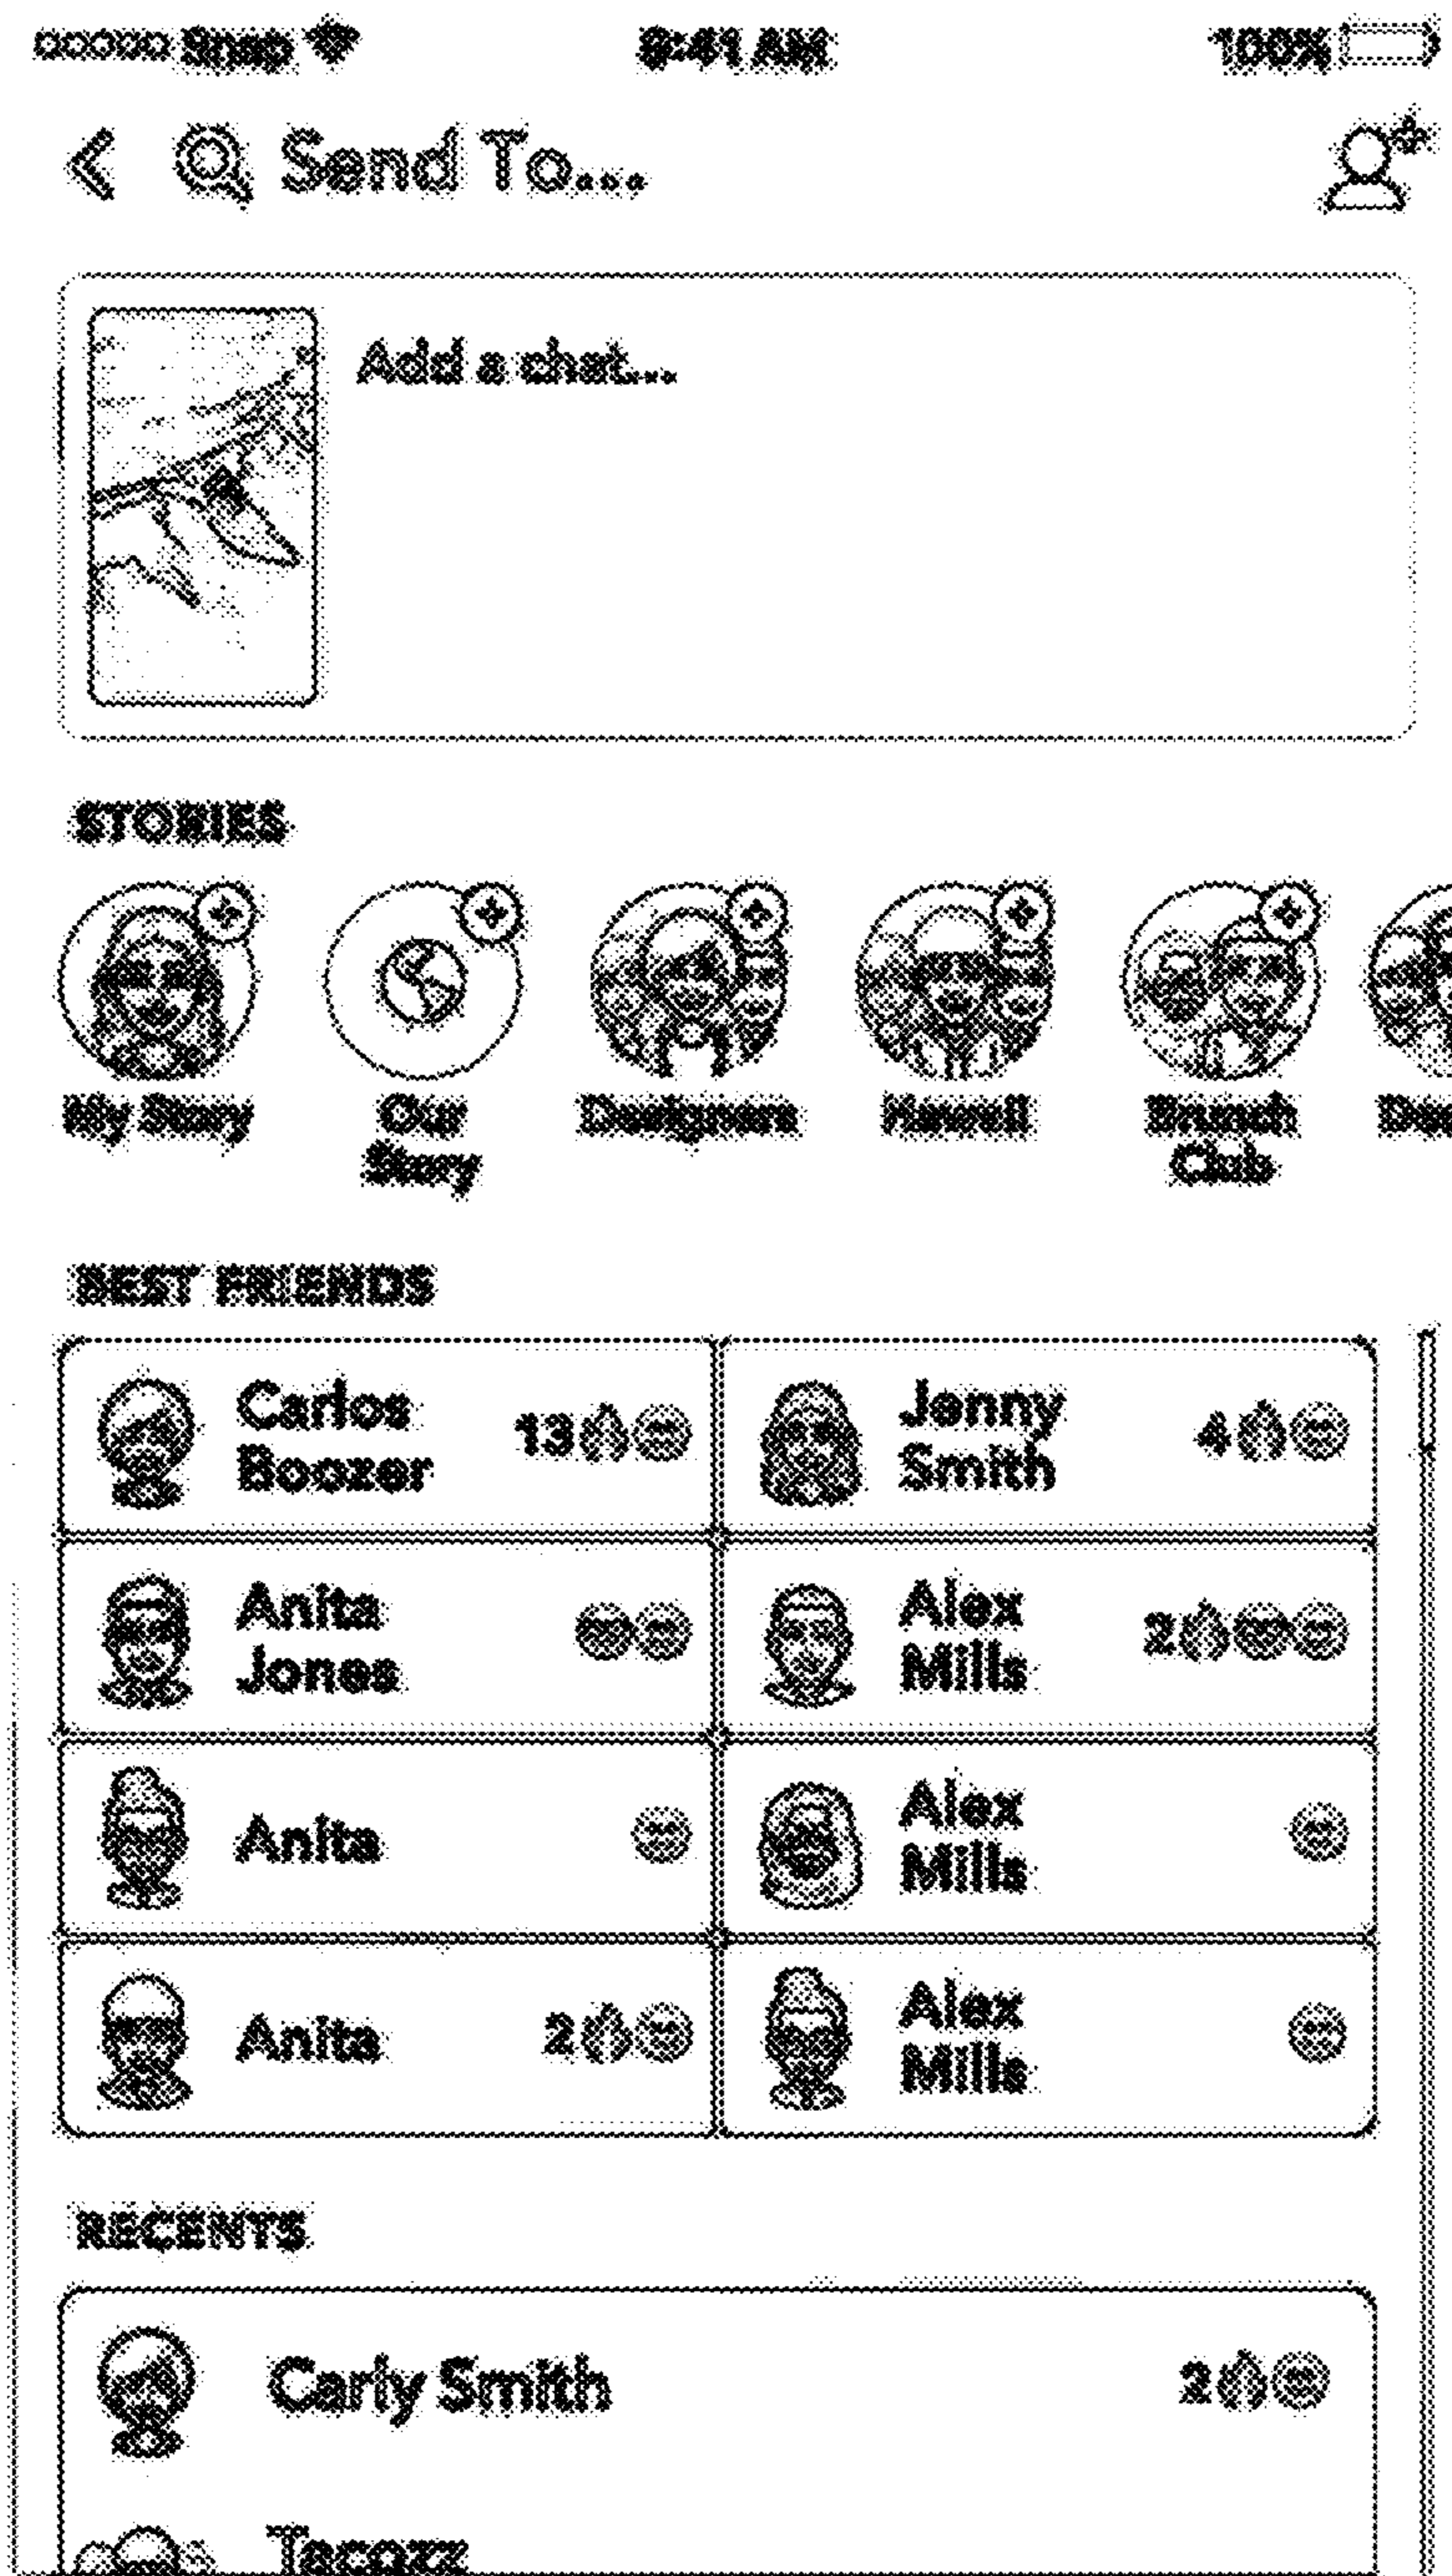 Snap 9:41 AM 100%
Send To...
Add a chat...
STORIES
My Story
Our
Story
Designers
Hawaii
Brunch
Club
BEST FRIENDS
Carlos
Boozer
13
Jenny
Smith
4
Anita
Jones
Alex
Mills
2
Anita
Alex
Mills
Anita
2
Alex
Mills
RECENTS
Carly Smith
2
Tacozz